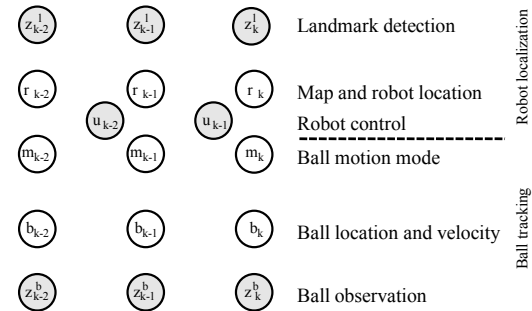 z^l_{k-2} z^l_{k-1} z^l_k Landmark detection
r_{k-2} r_{k-1} r_k Map and robot location
u_{k-2} u_{k-1} Robot control
m_{k-2} m_{k-1} m_k Ball motion mode
b_{k-2} b_{k-1} b_k Ball location and velocity
z^b_{k-2} z^b_{k-1} z^b_k Ball observation
Robot localization
Ball tracking